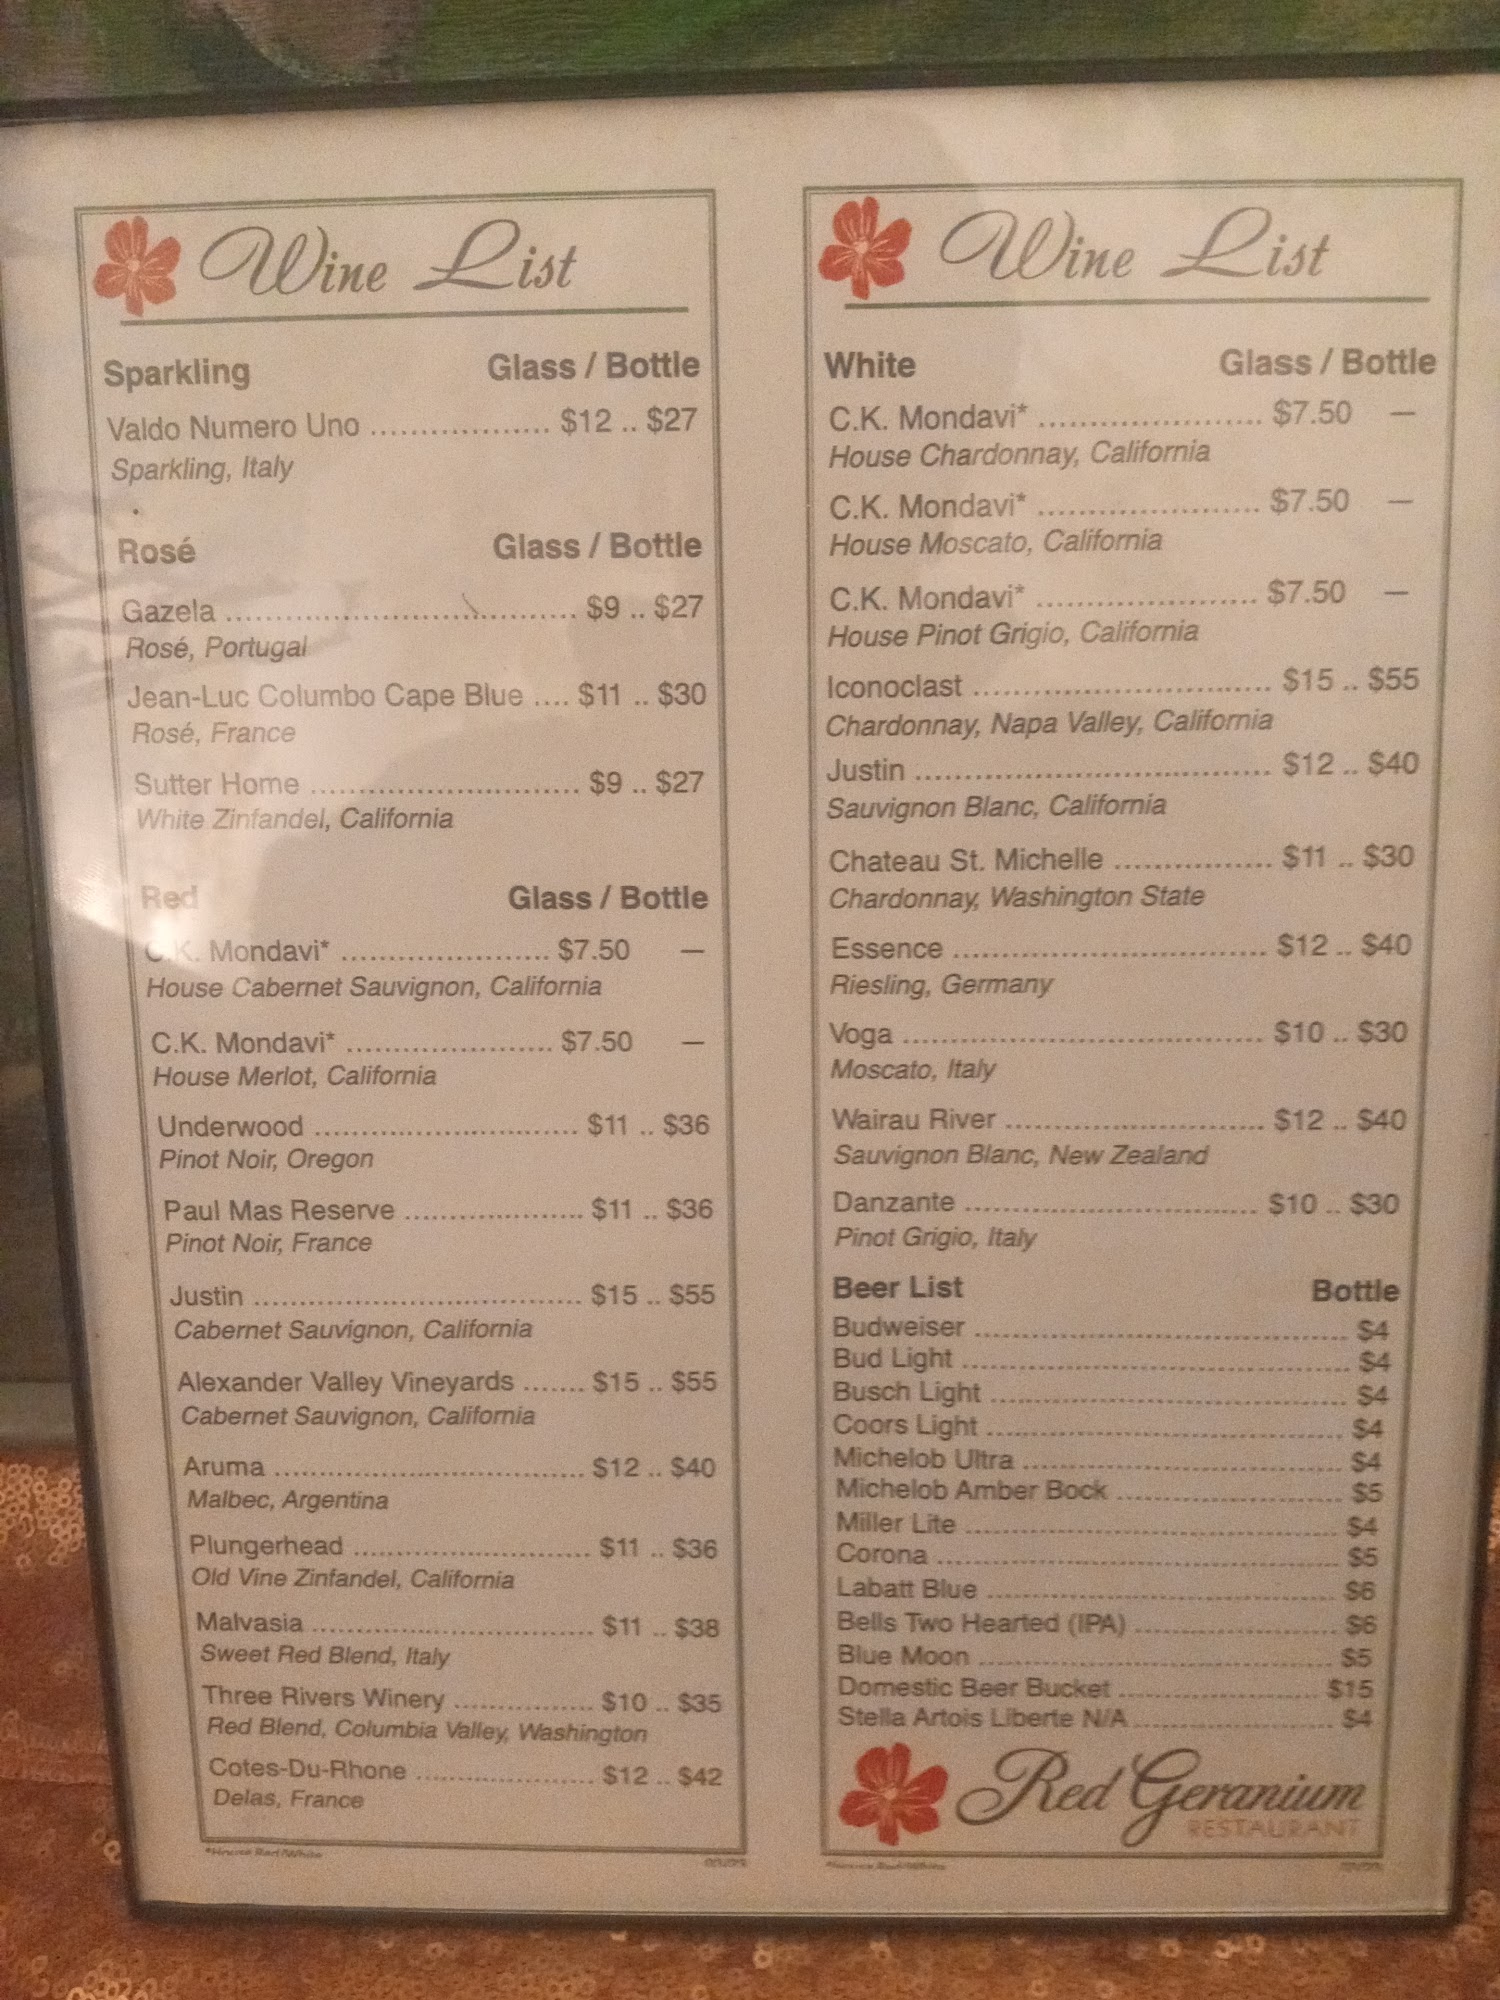 Wine List
Sparkling Glass / Bottle
Valdo Numero Uno ................... $12 .. $27
Sparkling, Italy
Rosé Glass / Bottle
Gazela ..................................... $9 .. $27
Rosé, Portugal
Jean-Luc Columbo Cape Blue .... $11 .. $30
Rosé, France
Sutter Home ............................ $9 .. $27
White Zinfandel, California
Red Glass / Bottle
C.K. Mondavi* ...................... $7.50 —
House Cabernet Sauvignon, California
C.K. Mondavi* ...................... $7.50 —
House Merlot, California
Underwood ............................ $11 .. $36
Pinot Noir, Oregon
Paul Mas Reserve ................... $11 .. $36
Pinot Noir, France
Justin ................................... $15 .. $55
Cabernet Sauvignon, California
Alexander Valley Vineyards ....... $15 .. $55
Cabernet Sauvignon, California
Aruma ................................. $12 .. $40
Malbec, Argentina
Plungerhead ......................... $11 .. $36
Old Vine Zinfandel, California
Malvasia .............................. $11 .. $38
Sweet Red Blend, Italy
Three Rivers Winery .............. $10 .. $35
Red Blend, Columbia Valley, Washington
Cotes-Du-Rhone ................... $12 .. $42
Delas, France
*House Red/White
Wine List
White Glass / Bottle
C.K. Mondavi* ........................ $7.50 —
House Chardonnay, California
C.K. Mondavi* ........................ $7.50 —
House Moscato, California
C.K. Mondavi* ........................ $7.50 —
House Pinot Grigio, California
Iconoclast ............................... $15 .. $55
Chardonnay, Napa Valley, California
Justin ..................................... $12 .. $40
Sauvignon Blanc, California
Chateau St. Michelle ................. $11 .. $30
Chardonnay, Washington State
Essence ................................. $12 .. $40
Riesling, Germany
Voga ...................................... $10 .. $30
Moscato, Italy
Wairau River ........................... $12 .. $40
Sauvignon Blanc, New Zealand
Danzante ............................... $10 .. $30
Pinot Grigio, Italy
Beer List Bottle
Budweiser ............................................ $4
Bud Light ............................................. $4
Busch Light .......................................... $4
Coors Light .......................................... $4
Michelob Ultra ...................................... $4
Michelob Amber Bock ........................... $5
Miller Lite ............................................. $4
Corona ................................................ $5
Labatt Blue .......................................... $6
Bells Two Hearted (IPA) ........................ $6
Blue Moon ........................................... $5
Domestic Beer Bucket ........................ $15
Stella Artois Liberte N/A ........................ $4
Red Geranium
RESTAURANT
*House Red/White